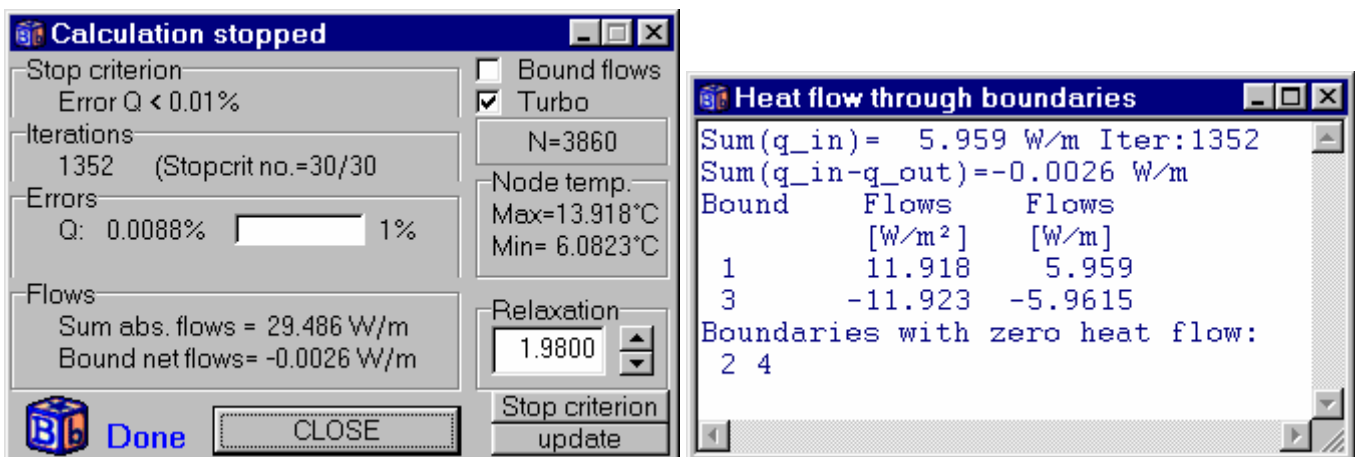 Calculation stopped
Stop criterion
Error Q < 0.01%
Iterations
1352 (Stopcrit no.=30/30
Errors
Q: 0.0088% 1%
Flows
Sum abs. flows = 29.486 W/m
Bound net flows= -0.0026 W/m
Bb Done
CLOSE
Bound flows
Turbo
N=3860
Node temp.
Max=13.918°C
Min= 6.0823°C
Relaxation
1.9800
Stop criterion
update
Heat flow through boundaries
Sum(q_in)= 5.959 W/m Iter:1352
Sum(q_in-q_out)=-0.0026 W/m
Bound Flows Flows
[W/m²] [W/m]
1 11.918 5.959
3 -11.923 -5.9615
Boundaries with zero heat flow:
2 4